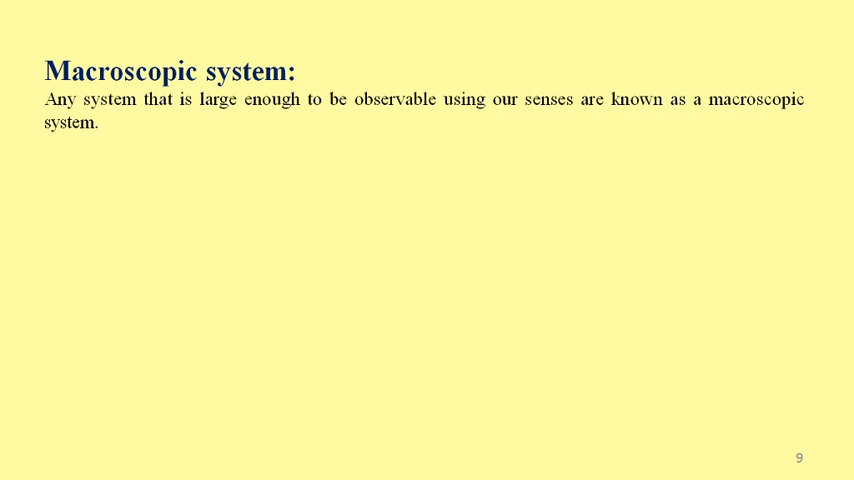 Macroscopic system:
Any system that is large enough to be observable using our senses are known as a macroscopic
system.
9